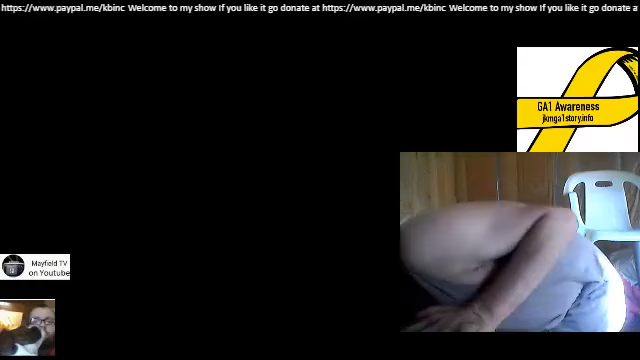 https://www.paypal.me/kbinc Welcome to my show If you like it go donate at https://www.paypal.me/kbinc Welcome to my show If you like it go donate a
GA1 Awareness
jkmga1story.info
Mayfield TV
on Youtube